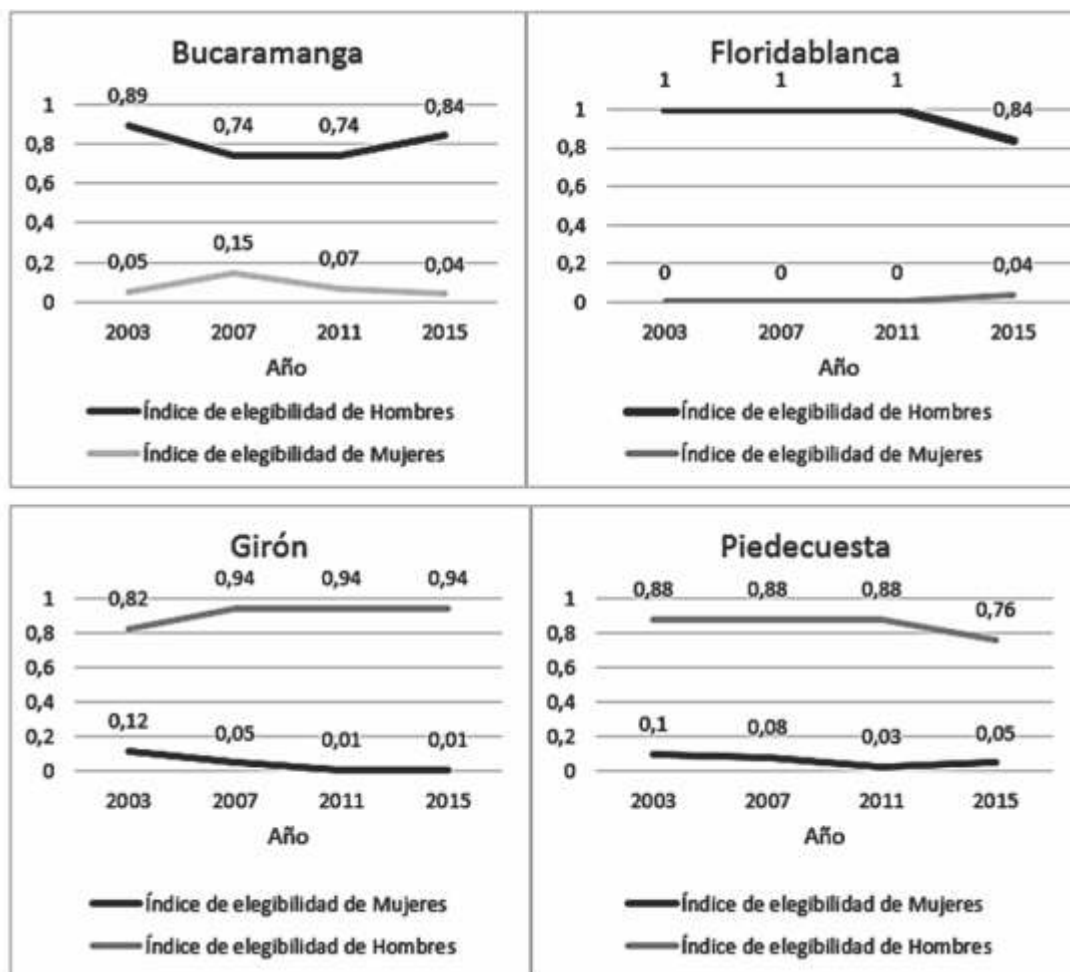 Bucaramanga
1
0,8
0,6
0,4
0,2
0
0,89
0,74
0,74
0,84
0,05
0,15
0,07
0,04
2003 2007 2011 2015
Año
Índice de elegibilidad de Hombres
Índice de elegibilidad de Mujeres
Floridablanca
1
0,8
0,6
0,4
0,2
0
1
1
1
0,84
0
0
0
0,04
2003 2007 2011 2015
Año
Índice de elegibilidad de Hombres
Índice de elegibilidad de Mujeres
Girón
1
0,8
0,6
0,4
0,2
0
0,82
0,94
0,94
0,94
0,12
0,05
0,01
0,01
2003 2007 2011 2015
Año
Índice de elegibilidad de Mujeres
Índice de elegibilidad de Hombres
Piedecuesta
1
0,8
0,6
0,4
0,2
0
0,88
0,88
0,88
0,76
0,1
0,08
0,03
0,05
2003 2007 2011 2015
Año
Índice de elegibilidad de Mujeres
Índice de elegibilidad de Hombres